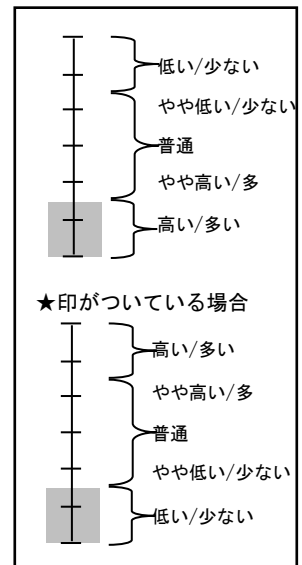 低い/少ない
やや低い/少ない
普通
やや高い/多
高い/多い
★印がついている場合
高い/多い
やや高い/多
普通
やや低い/少ない
低い/少ない